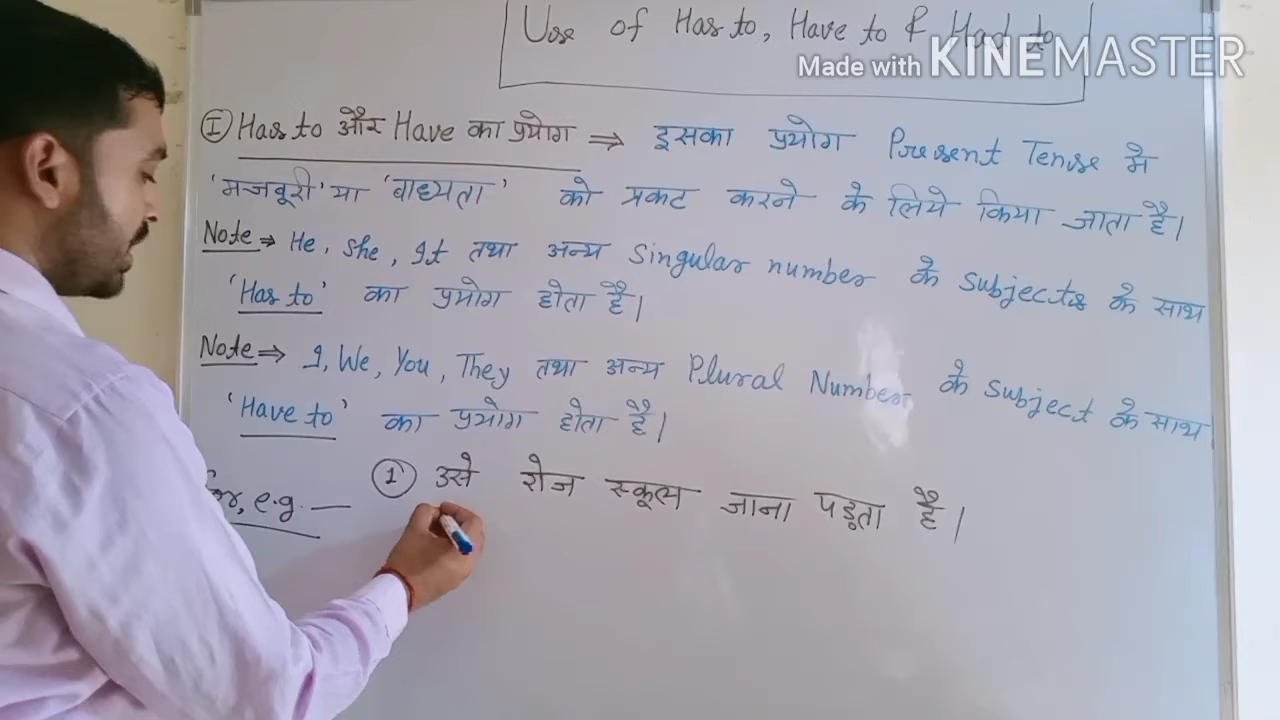 Use of Has to, Have to & Had to
Made with KINEMASTER
I Has to और Have का प्रयोग ⇒ इसका प्रयोग Present Tense मे
'मजबूरी' या 'बाध्यता' को प्रकट करने के लिये किया जाता है।
Note ⇒ He, She, It तथा अन्य Singular number के Subjects के साथ
'Has to' का प्रयोग होता है।
Note ⇒ I, We, You, They तथा अन्य Plural Number के Subject के साथ
'Have to' का प्रयोग होता है।
for, e.g. — 1 उसे रोज स्कूल जाना पड़ता है।